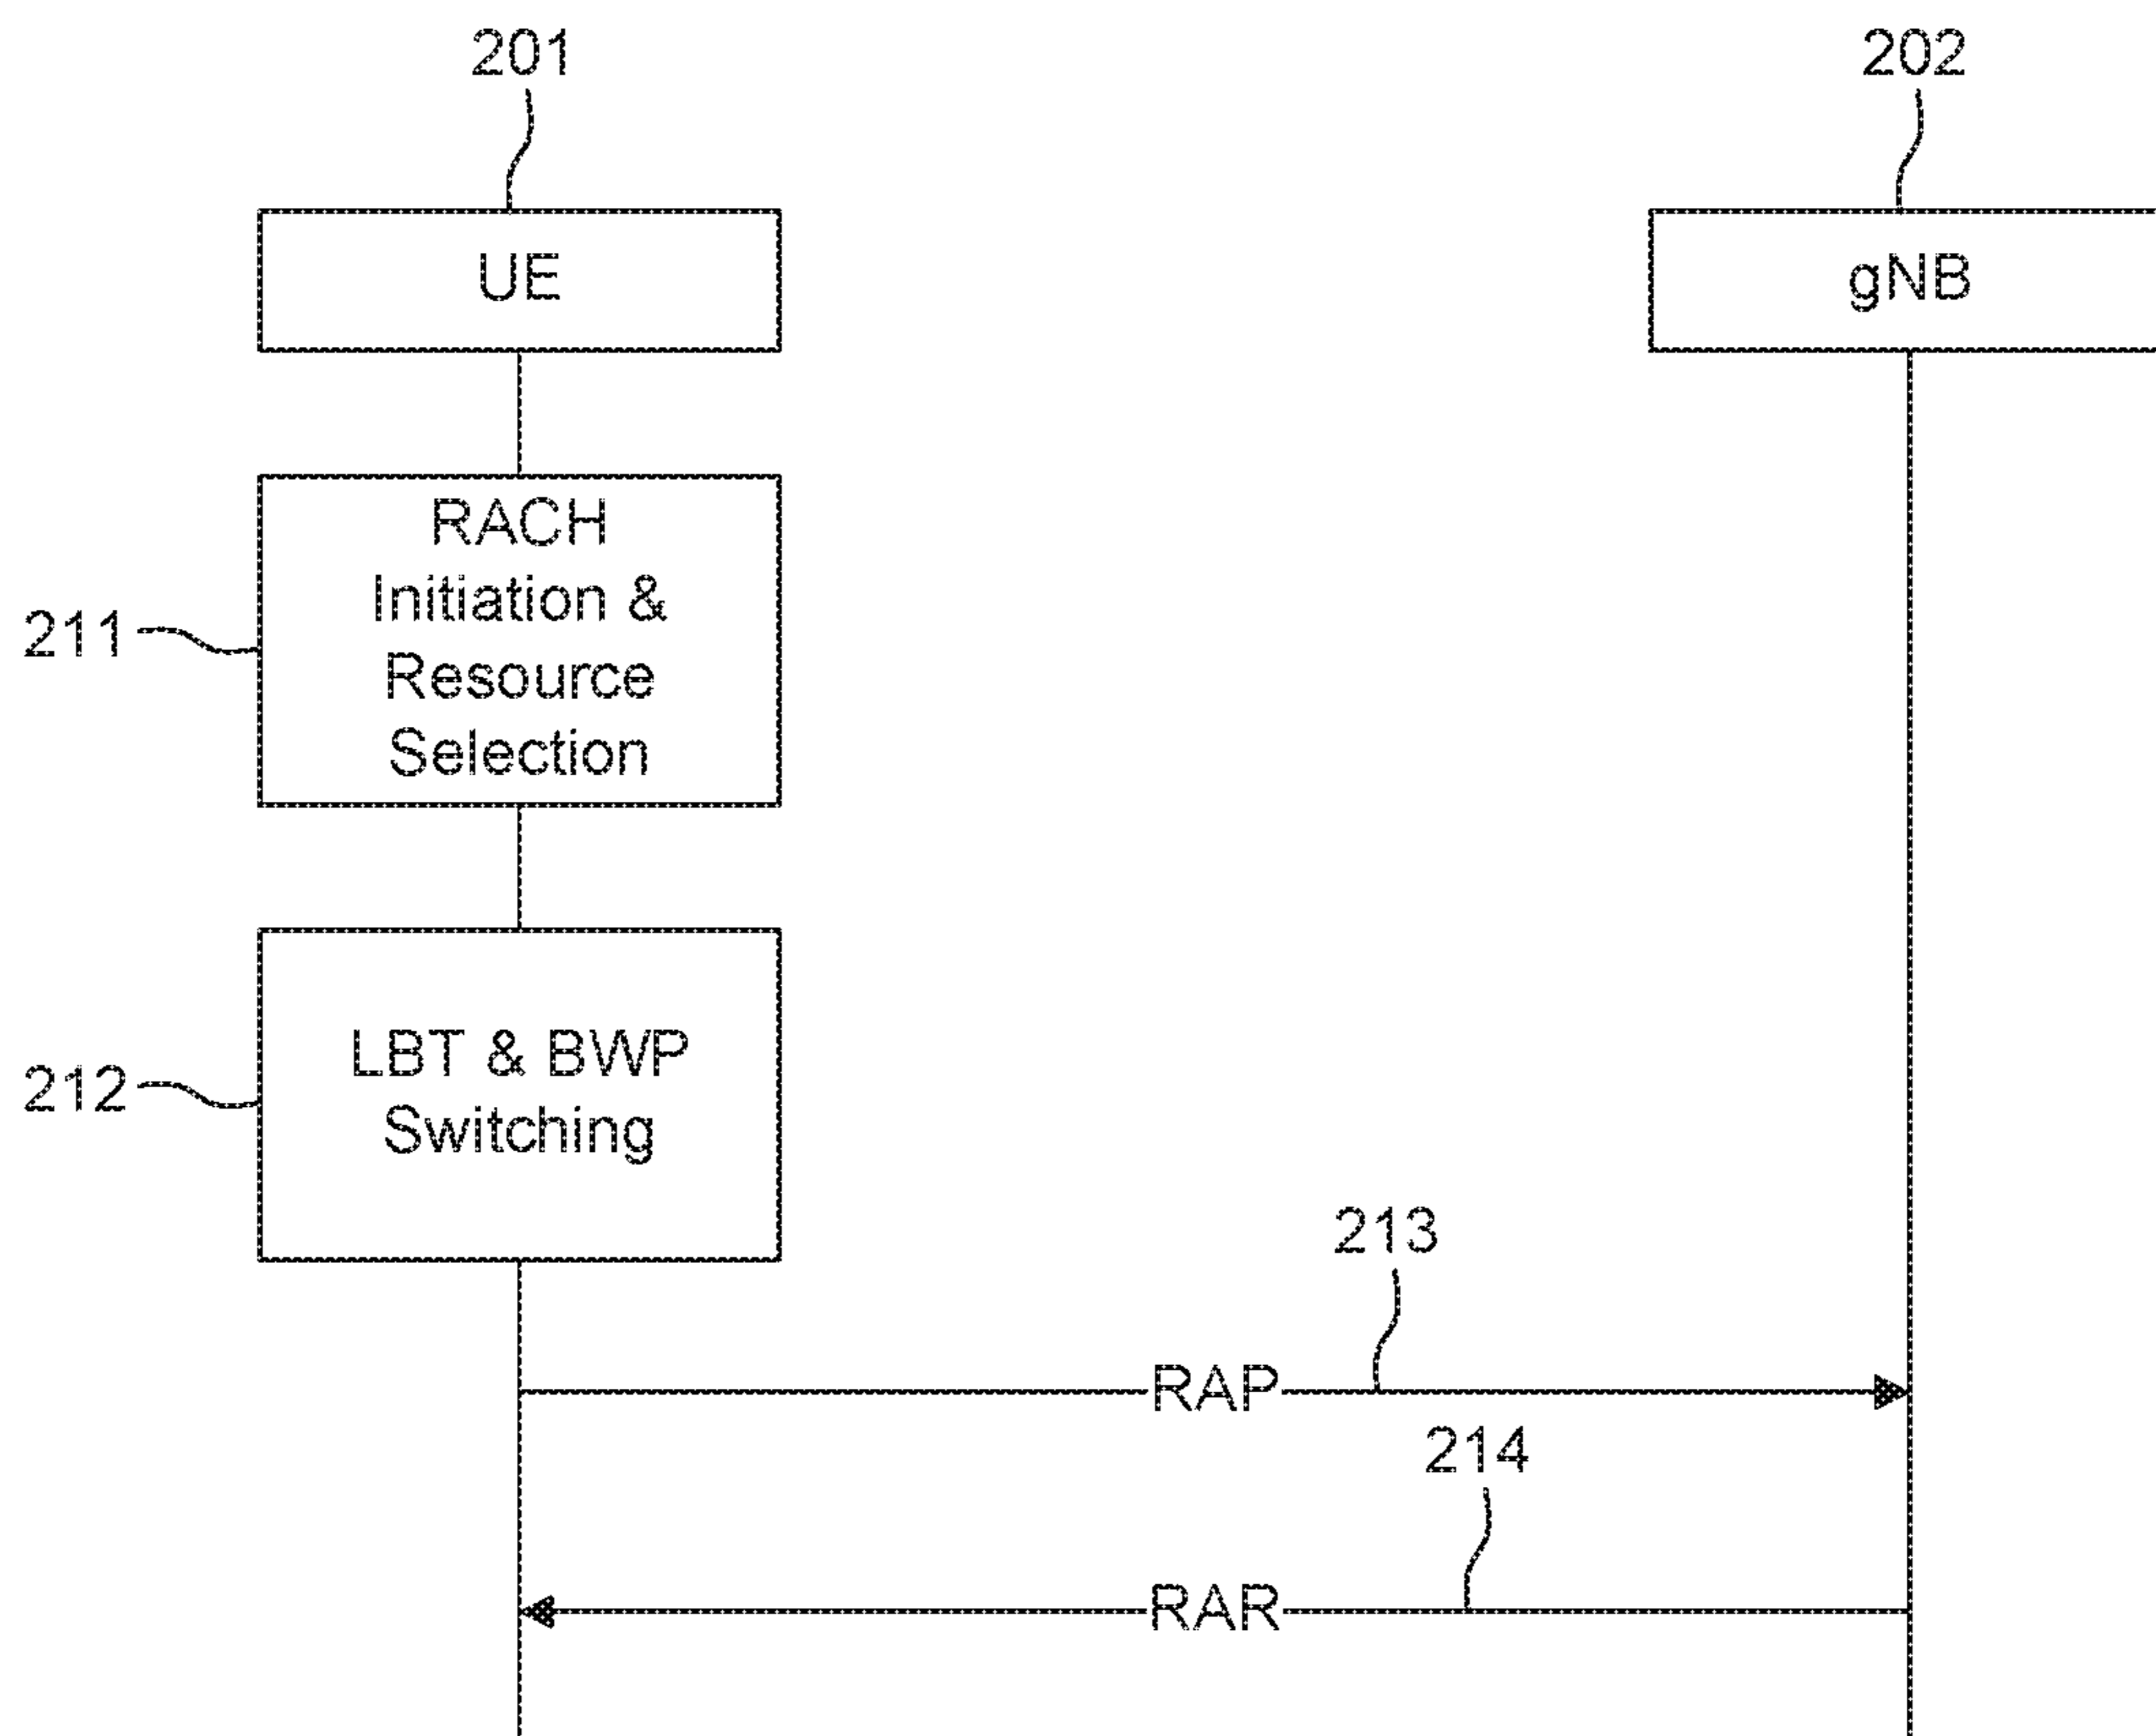 201
202
UE
gNB
RACH
Initiation &
Resource
Selection
211
LBT & BWP
Switching
212
213
RAP
214
RAR